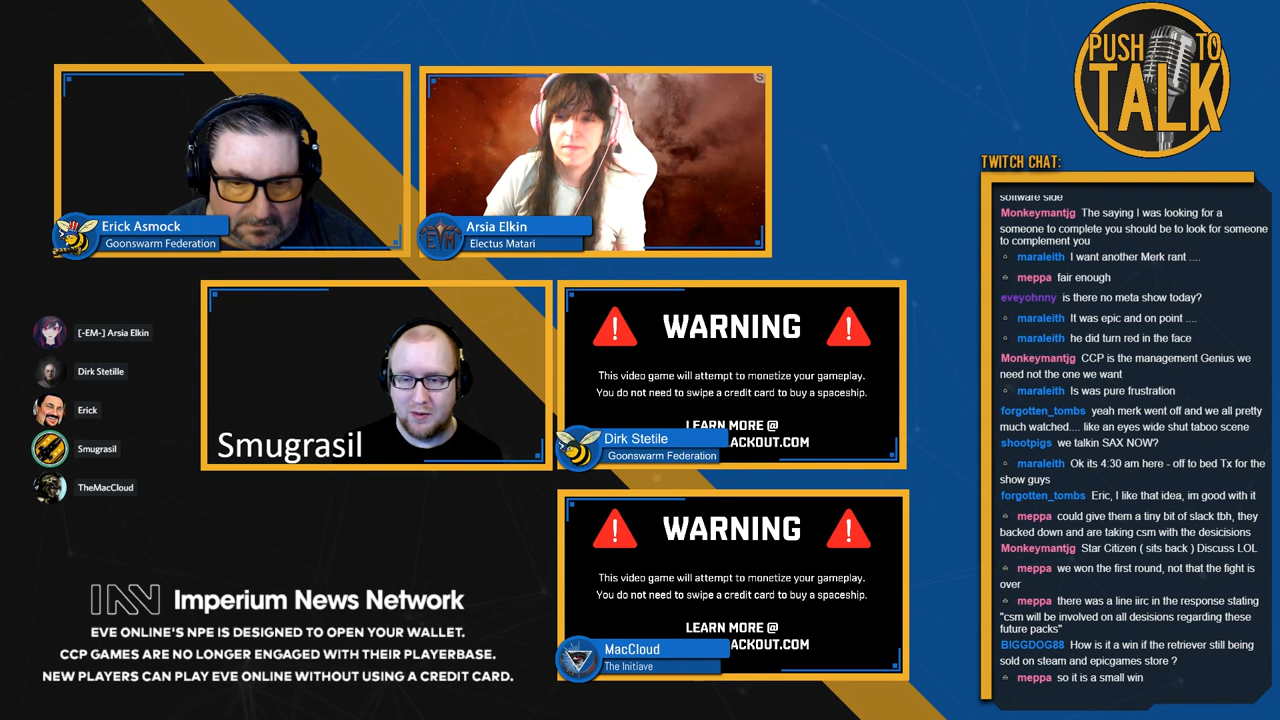 PUSH TO
TALK
TWITCH CHAT:
Erick Asmock
Goonswarm Federation
S
Arsia Elkin
EM
Electus Matari
Smugrasil
WARNING
This video game will attempt to monetize your gameplay.
You do not need to swipe a credit card to buy a spaceship.
LEARN MORE @
ACKOUT.COM
Dirk Stetile
Goonswarm Federation
WARNING
This video game will attempt to monetize your gameplay.
You do not need to swipe a credit card to buy a spaceship.
LEARN MORE @
ACKOUT.COM
MacCloud
The Initiave
[-EM-] Arsia Elkin
Dirk Stetille
Erick
Smugrasil
TheMacCloud
INN Imperium News Network
EVE ONLINE'S NPE IS DESIGNED TO OPEN YOUR WALLET.
CCP GAMES ARE NO LONGER ENGAGED WITH THEIR PLAYERBASE.
NEW PLAYERS CAN PLAY EVE ONLINE WITHOUT USING A CREDIT CARD.
software side
Monkeymantjg The saying I was looking for a
someone to complete you should be to look for someone
to complement you
maraleith I want another Merk rant ....
meppa fair enough
eveyohnny is there no meta show today?
maraleith It was epic and on point ....
maraleith he did turn red in the face
Monkeymantjg CCP is the management Genius we
need not the one we want
maraleith Is was pure frustration
forgotten_tombs yeah merk went off and we all pretty
much watched.... like an eyes wide shut taboo scene
shootpigs we talkin SAX NOW?
maraleith Ok its 4:30 am here - off to bed Tx for the
show guys
forgotten_tombs Eric, I like that idea, im good with it
meppa could give them a tiny bit of slack tbh, they
backed down and are taking csm with the desicisions
Monkeymantjg Star Citizen ( sits back ) Discuss LOL
meppa we won the first round, not that the fight is
over
meppa there was a line iirc in the response stating
"csm will be involved on all desisions regarding these
future packs"
BIGGDOG88 How is it a win if the retriever still being
sold on steam and epicgames store ?
meppa so it is a small win